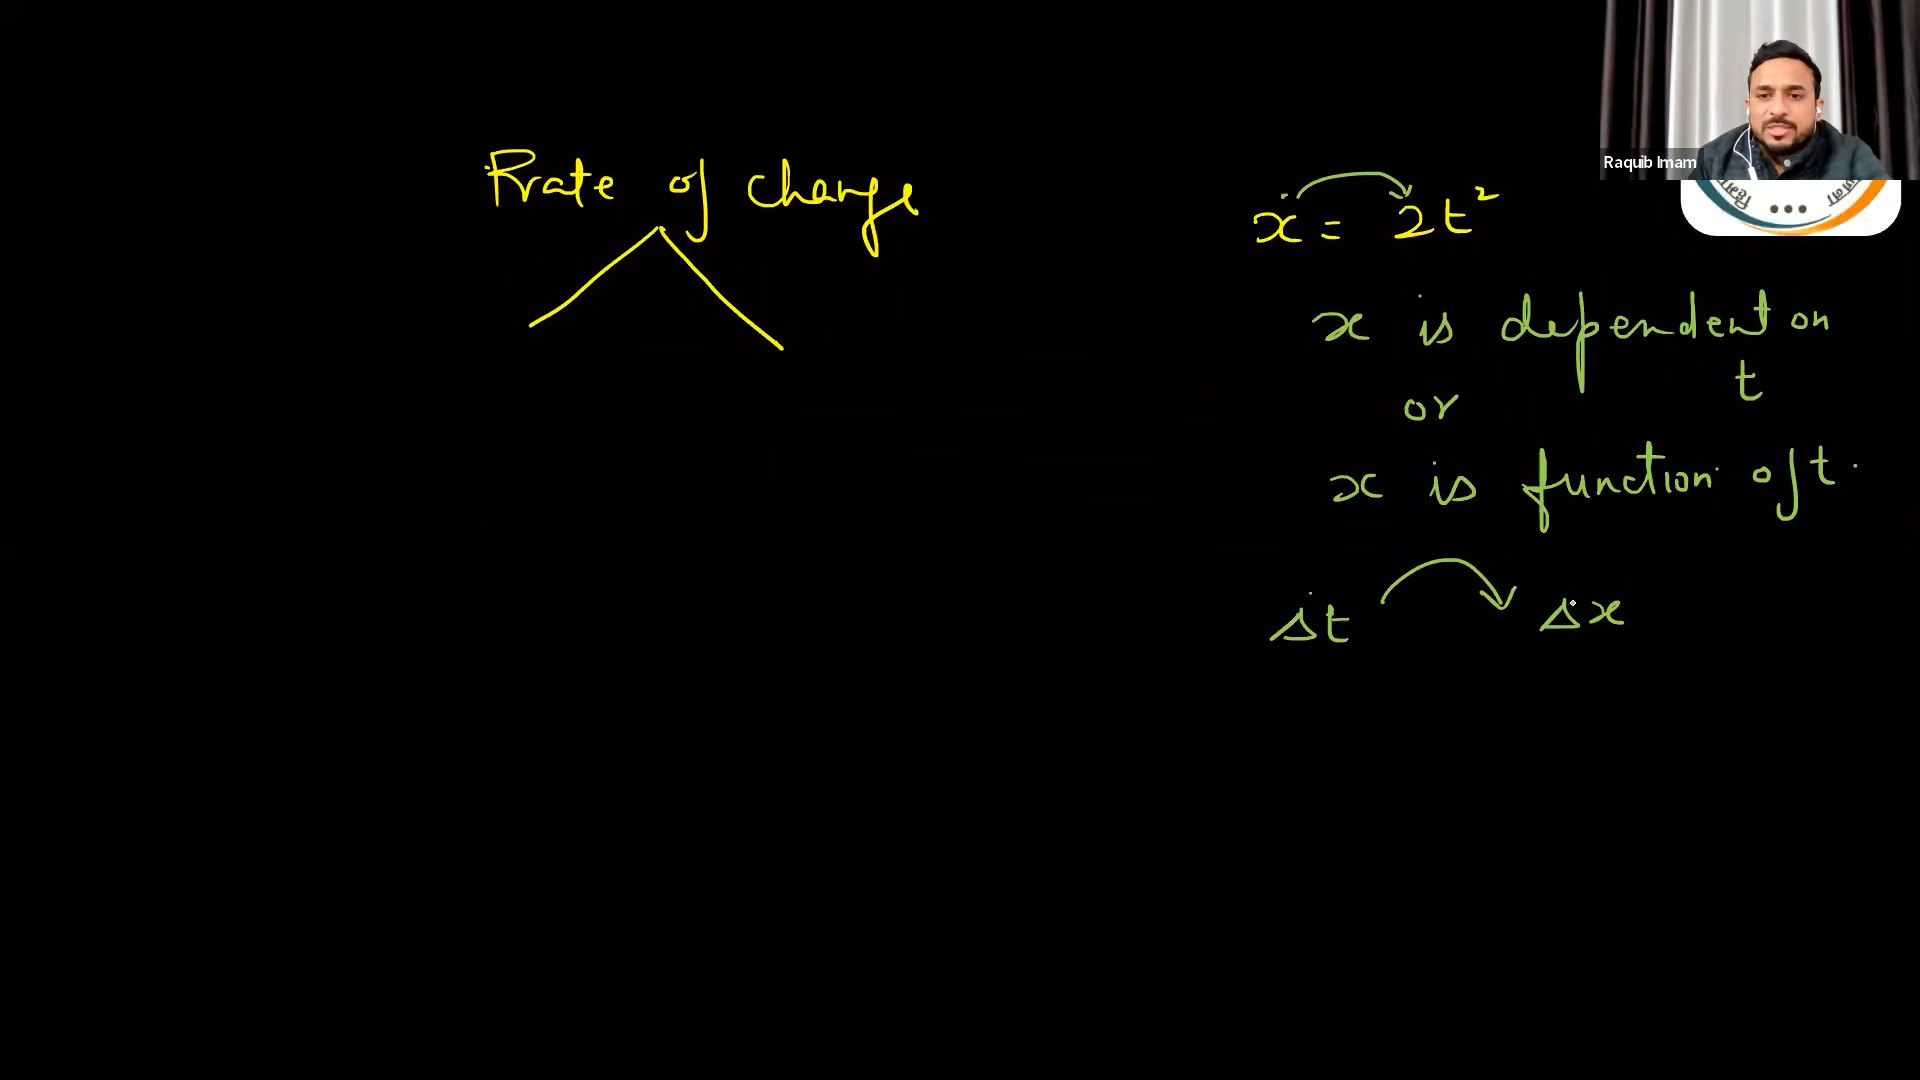 Rate of change
x = 2t²
x is dependent on
t
or
x is function of t.
Δt Δx
Raquib Imam